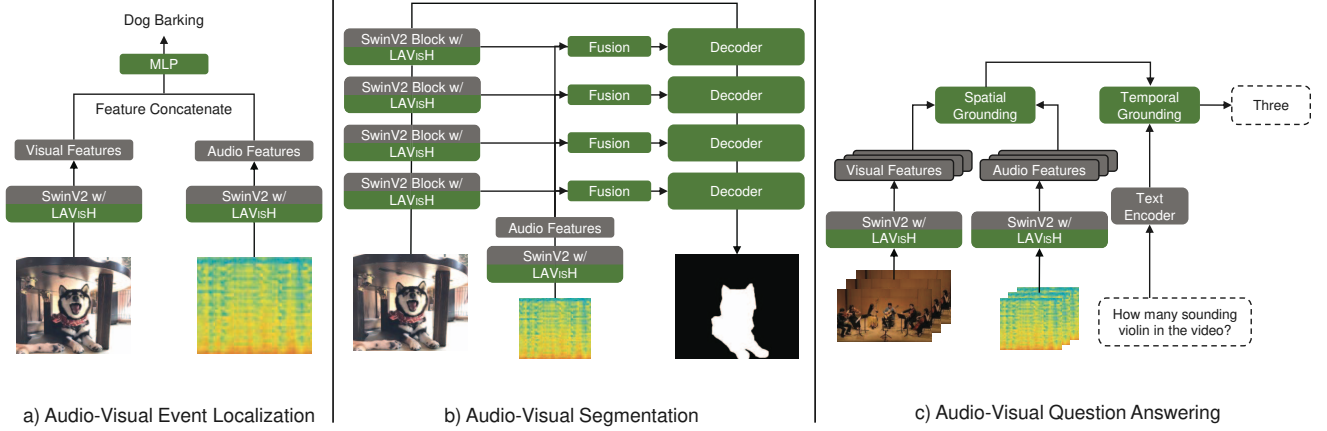 Dog Barking
MLP
Feature Concatenate
Visual Features
Audio Features
SwinV2 w/
LAVISH
SwinV2 w/
LAVISH
a) Audio-Visual Event Localization
SwinV2 Block w/
LAVISH
Fusion
Decoder
SwinV2 Block w/
LAVISH
Fusion
Decoder
SwinV2 Block w/
LAVISH
Fusion
Decoder
SwinV2 Block w/
LAVISH
Fusion
Decoder
Audio Features
SwinV2 w/
LAVISH
b) Audio-Visual Segmentation
Spatial
Grounding
Temporal
Grounding
Three
Visual Features
Audio Features
Text
Encoder
SwinV2 w/
LAVISH
SwinV2 w/
LAVISH
How many sounding
violin in the video?
c) Audio-Visual Question Answering